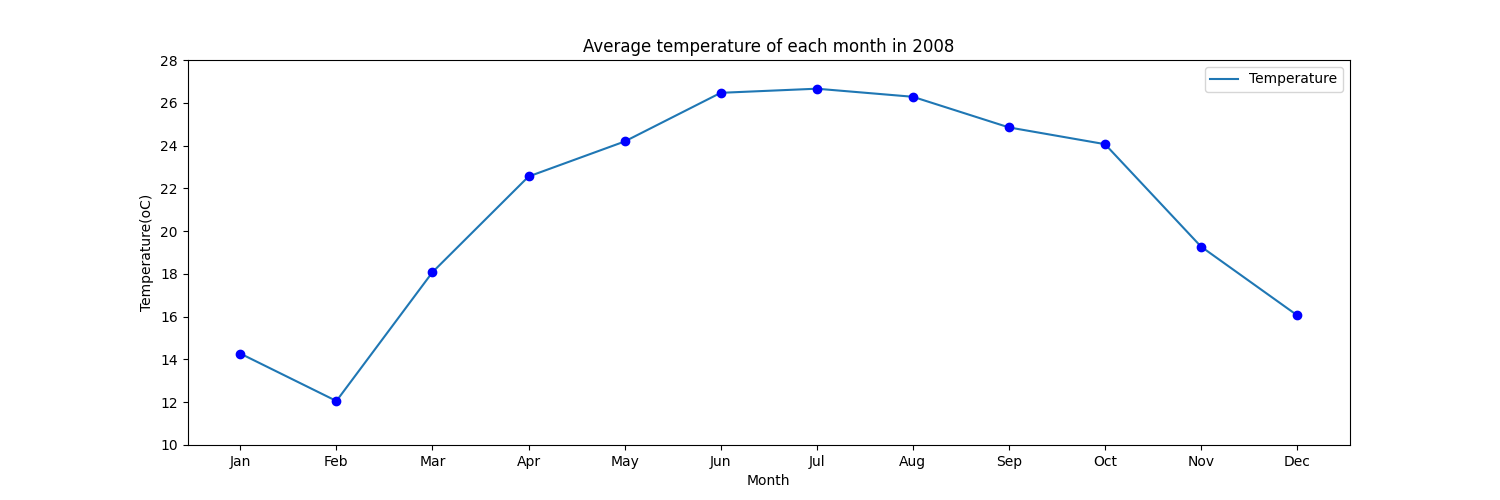 Average temperature of each month in 2008
Temperature
28
26
24
22
20
18
16
14
12
10
Temperature(oC)
Jan Feb Mar Apr May Jun Jul Aug Sep Oct Nov Dec
Month